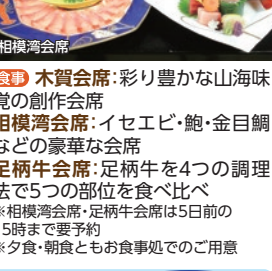 相模湾会席
食事 木賀会席：彩り豊かな山海味
覚の創作会席
相模湾会席：イセエビ・鮑・金目鯛
などの豪華な会席
足柄牛会席：足柄牛を4つの調理
法で5つの部位を食べ比べ
※相模湾会席・足柄牛会席は5日前の
15時まで要予約
※夕食・朝食ともお食事処でのご用意